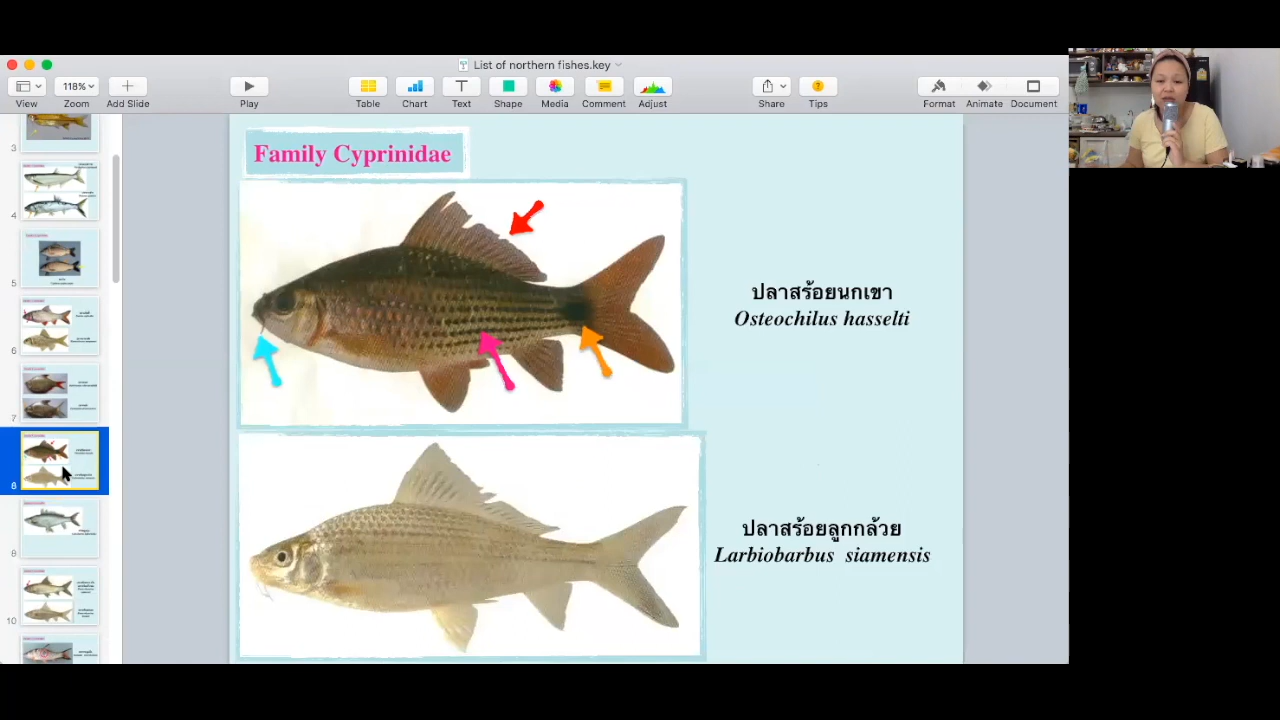 List of northern fishes.key
118%
View
Zoom
Add Slide
Play
Table
Chart
Text
Shape
Media
Comment
Adjust
Share
Tips
Format
Animate
Document
3
4
5
6
7
8
9
10
Family Cyprinidae
ปลาสร้อยนกเขา
Osteochilus hasselti
ปลาสร้อยลูกกล้วย
Larbiobarbus siamensis